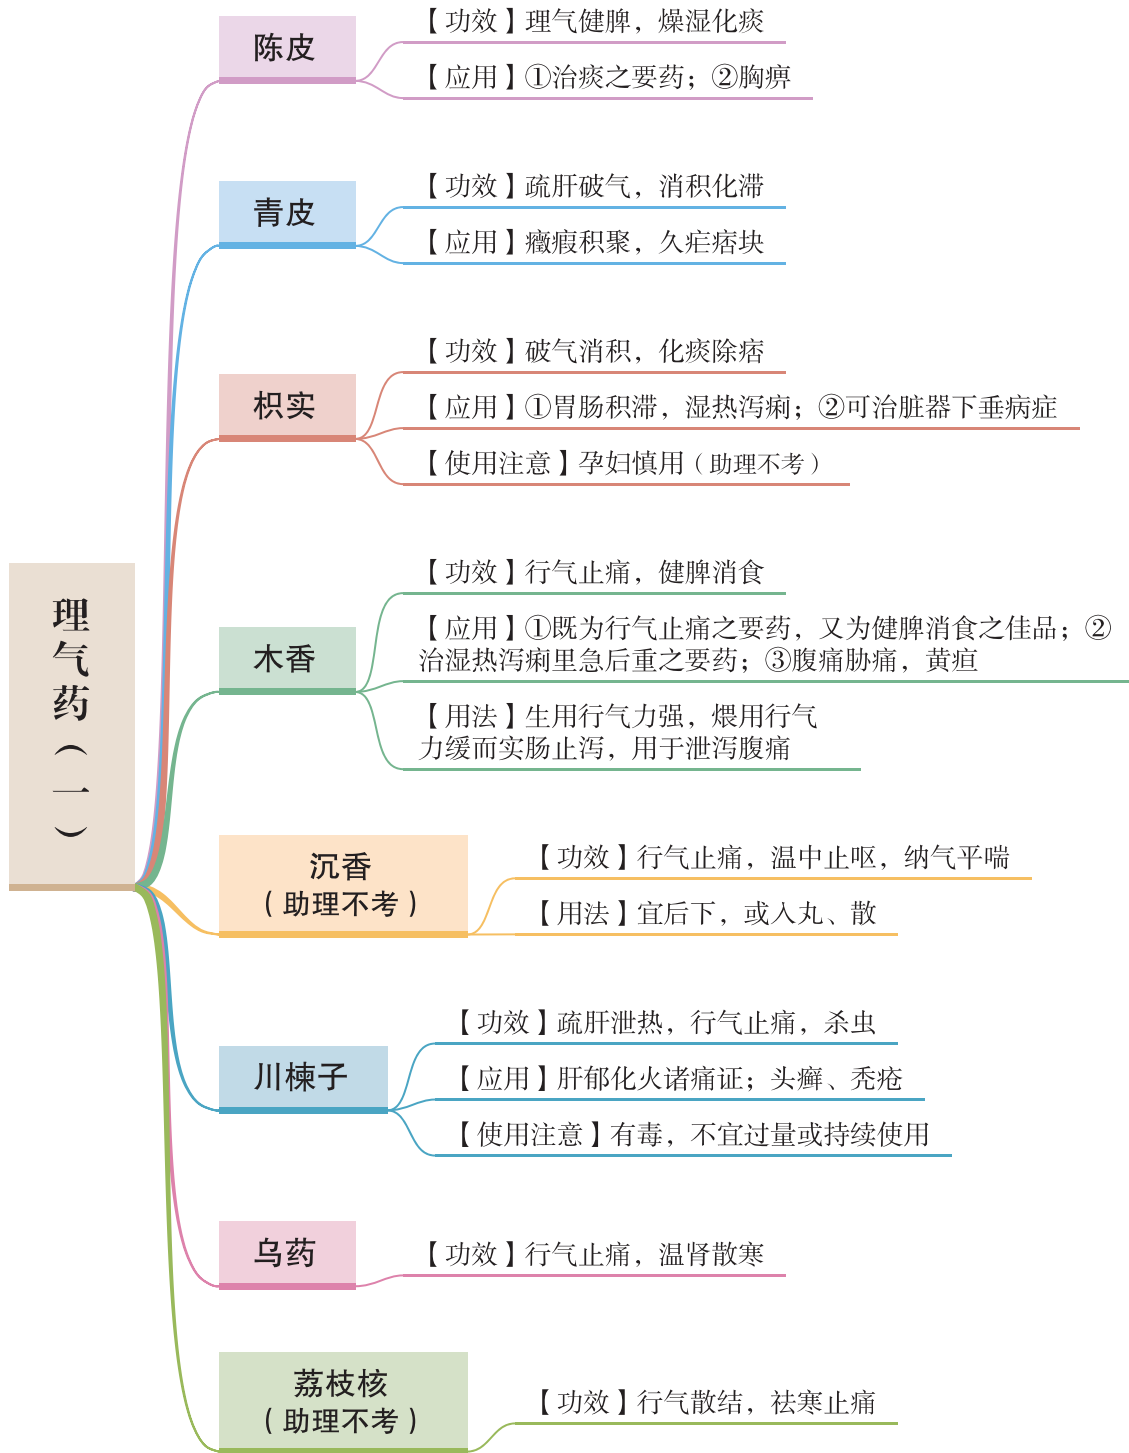 理气药（一）
陈皮
【功效】理气健脾，燥湿化痰
【应用】①治痰之要药；②胸痹
青皮
【功效】疏肝破气，消积化滞
【应用】癥瘕积聚，久疟痞块
枳实
【功效】破气消积，化痰除痞
【应用】①胃肠积滞，湿热泻痢；②可治脏器下垂病症
【使用注意】孕妇慎用（助理不考）
木香
【功效】行气止痛，健脾消食
【应用】①既为行气止痛之要药，又为健脾消食之佳品；②
治湿热泻痢里急后重之要药；③腹痛胁痛，黄疸
【用法】生用行气力强，煨用行气
力缓而实肠止泻，用于泄泻腹痛
沉香
（助理不考）
【功效】行气止痛，温中止呕，纳气平喘
【用法】宜后下，或入丸、散
川楝子
【功效】疏肝泄热，行气止痛，杀虫
【应用】肝郁化火诸痛证；头癣、秃疮
【使用注意】有毒，不宜过量或持续使用
乌药
【功效】行气止痛，温肾散寒
荔枝核
（助理不考）
【功效】行气散结，祛寒止痛